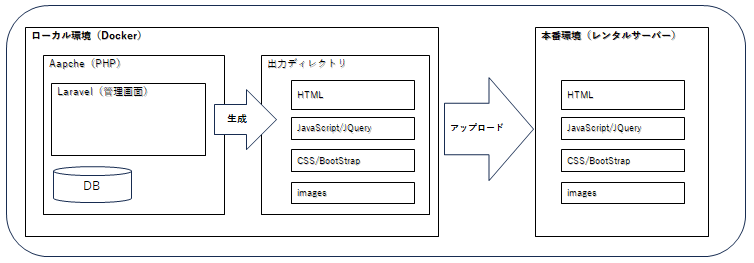 ローカル環境（Docker）
Aapche（PHP）
Laravel（管理画面）
DB
生成
出力ディレクトリ
HTML
JavaScript/JQuery
CSS/BootStrap
images
アップロード
本番環境（レンタルサーバー）
HTML
JavaScript/JQuery
CSS/BootStrap
images